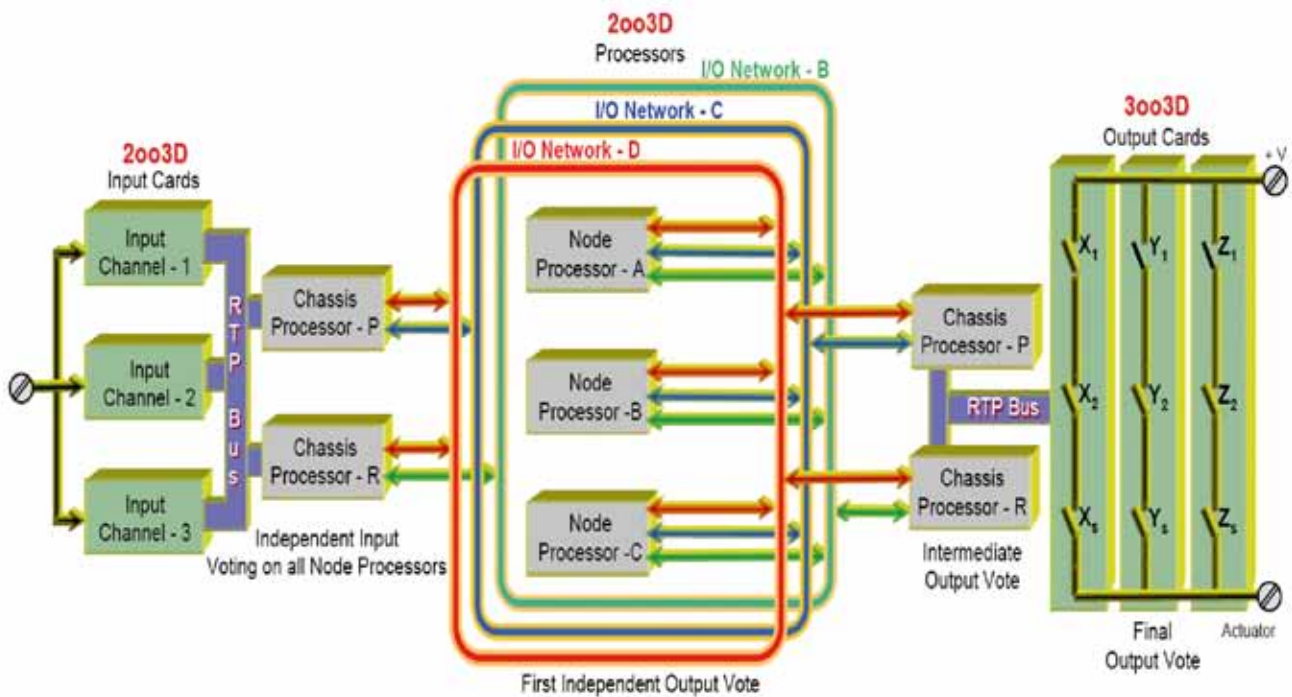 2oo3D
Processors
I/O Network - B
I/O Network - C
I/O Network - D
2oo3D
Input Cards
Input
Channel - 1
Input
Channel - 2
Input
Channel - 3
RTP Bus
Chassis
Processor - P
Chassis
Processor - R
Independent Input
Voting on all Node Processors
Node
Processor - A
Node
Processor -B
Node
Processor -C
First Independent Output Vote
Chassis
Processor - P
RTP Bus
Chassis
Processor - R
Intermediate
Output Vote
3oo3D
Output Cards
+ V
X1
Y1
Z1
X2
Y2
Z2
Xs
Ys
Zs
Final
Output Vote
Actuator